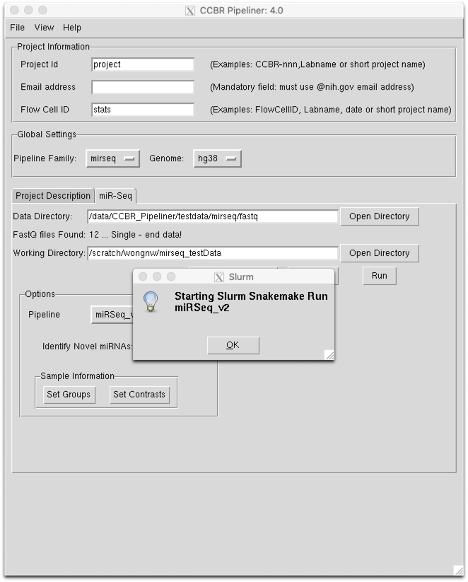 CCBR Pipeliner: 4.0
File View Help
Project Information
Project Id project (Examples: CCBR-nnn,Labname or short project name)
Email address (Mandatory field: must use @nih.gov email address)
Flow Cell ID stats (Examples: FlowCellID, Labname, date or short project name)
Global Settings
Pipeline Family: mirseq Genome: hg38
Project Description miR-Seq
Data Directory: /data/CCBR_Pipeliner/testdata/mirseq/fastq Open Directory
FastQ files Found: 12 ... Single - end data!
Working Directory: /scratch/wongnw/mirseq_testData Open Directory
Run
Slurm
Starting Slurm Snakemake Run
miRSeq_v2
OK
Options
Pipeline miRSeq_v
Identify Novel miRNAs:
Sample Information
Set Groups Set Contrasts